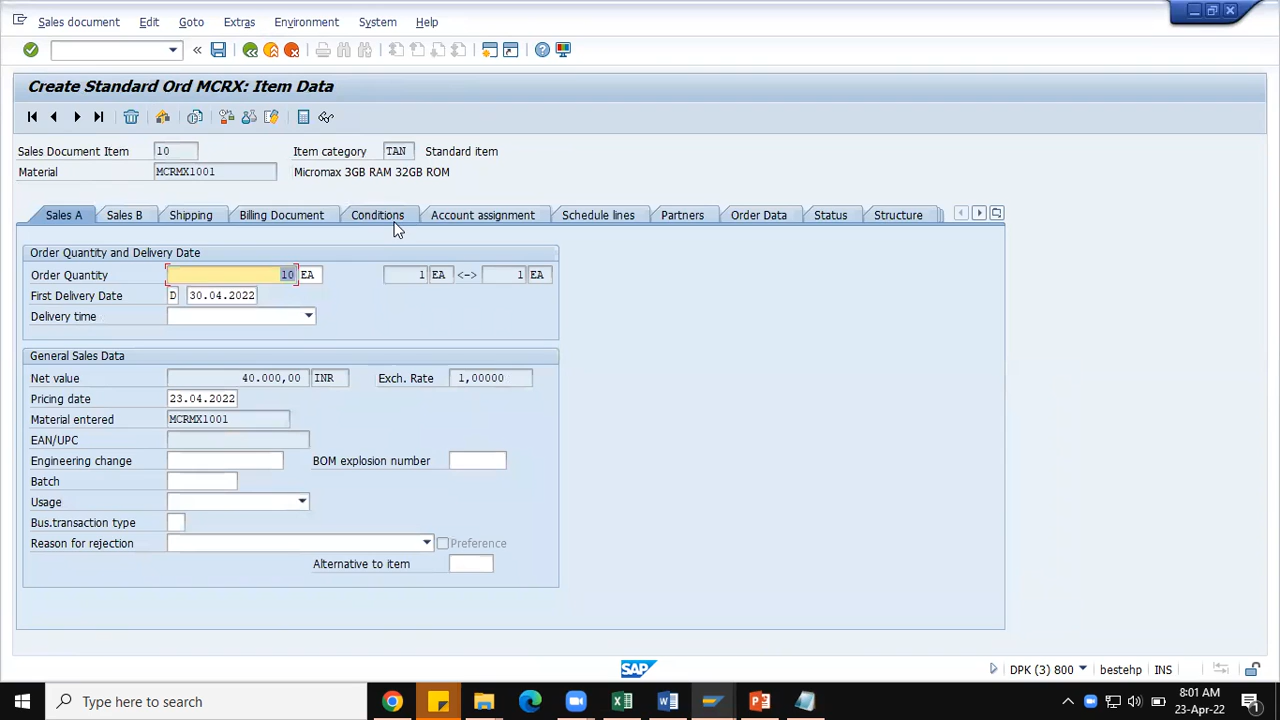 Sales document Edit Goto Extras Environment System Help
Create Standard Ord MCRX: Item Data
Sales Document Item 10 Item category TAN Standard item
Material MCRMX1001 Micromax 3GB RAM 32GB ROM
Sales A Sales B Shipping Billing Document Conditions Account assignment Schedule lines Partners Order Data Status Structure
Order Quantity and Delivery Date
Order Quantity 10 EA 1 EA <-> 1 EA
First Delivery Date D 30.04.2022
Delivery time
General Sales Data
Net value 40.000,00 INR Exch. Rate 1,00000
Pricing date 23.04.2022
Material entered MCRMX1001
EAN/UPC
Engineering change BOM explosion number
Batch
Usage
Bus.transaction type
Reason for rejection Preference
Alternative to item
SAP DPK (3) 800 bestehp INS
Type here to search 8:01 AM
23-Apr-22 1